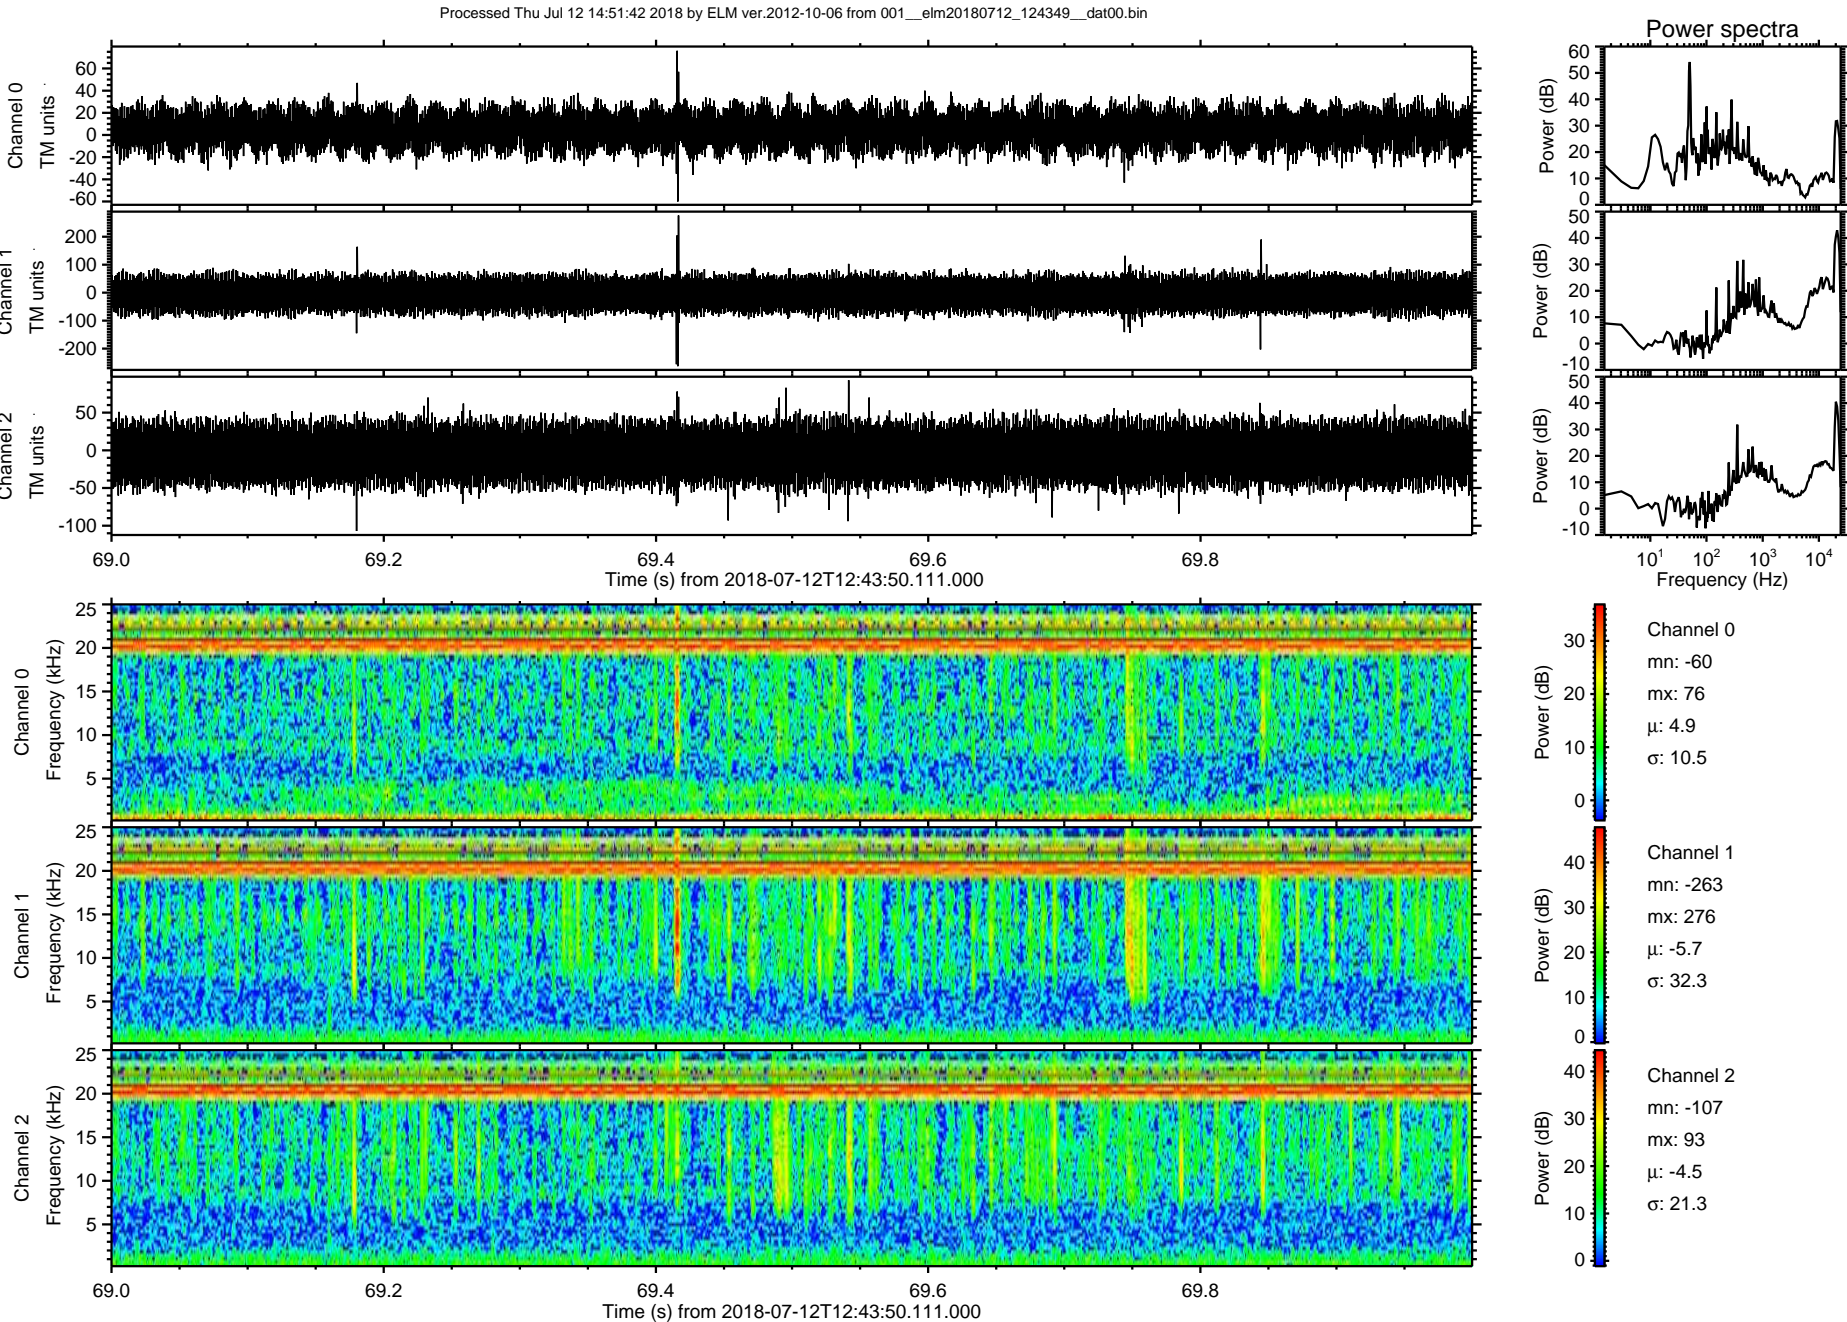 Processed Thu Jul 12 14:51:42 2018 by ELM ver.2012-10-06 from 001__elm20180712_124349__dat00.bin
Power spectra
Channel 0
TM units
60
40
20
0
-20
-40
-60
Power (dB)
60
50
40
30
20
10
0
Channel 1
TM units
200
100
0
-100
-200
Power (dB)
50
40
30
20
10
0
-10
Channel 2
TM units
50
0
-50
-100
Power (dB)
50
40
30
20
10
0
-10
69.0 69.2 69.4 69.6 69.8
Time (s) from 2018-07-12T12:43:50.111.000
10¹ 10² 10³ 10⁴
Frequency (Hz)
Channel 0
Frequency (kHz)
25
20
15
10
5
Power (dB)
30
20
10
0
Channel 0
mn: -60
mx: 76
μ: 4.9
σ: 10.5
Channel 1
Frequency (kHz)
25
20
15
10
5
Power (dB)
40
30
20
10
0
Channel 1
mn: -263
mx: 276
μ: -5.7
σ: 32.3
Channel 2
Frequency (kHz)
25
20
15
10
5
Power (dB)
40
30
20
10
0
Channel 2
mn: -107
mx: 93
μ: -4.5
σ: 21.3
69.0 69.2 69.4 69.6 69.8
Time (s) from 2018-07-12T12:43:50.111.000